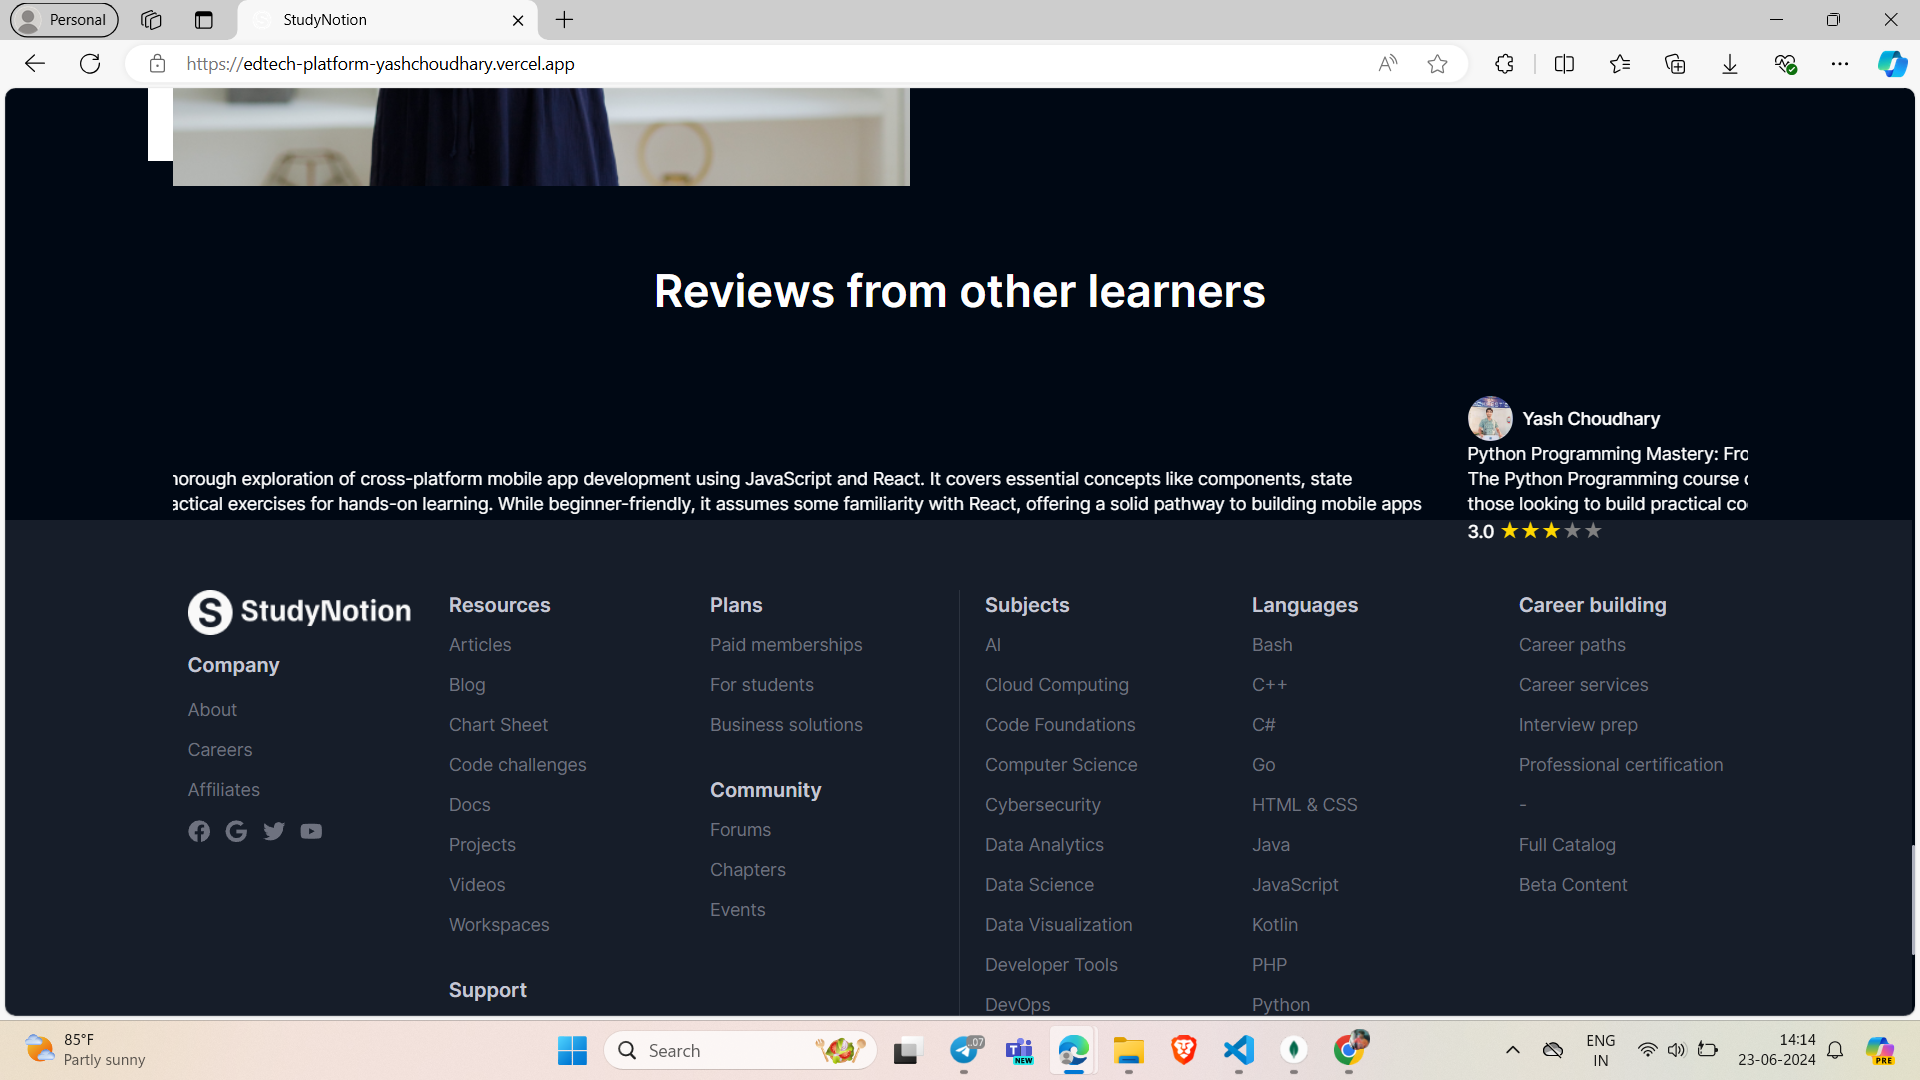 Personal
StudyNotion
https://edtech-platform-yashchoudhary.vercel.app
Reviews from other learners
Yash Choudhary
Python Programming Mastery: Fro
horough exploration of cross-platform mobile app development using JavaScript and React. It covers essential concepts like components, state
The Python Programming course
actical exercises for hands-on learning. While beginner-friendly, it assumes some familiarity with React, offering a solid pathway to building mobile apps
those looking to build practical co
3.0
StudyNotion
Company
About
Careers
Affiliates
Resources
Articles
Blog
Chart Sheet
Code challenges
Docs
Projects
Videos
Workspaces
Support
Plans
Paid memberships
For students
Business solutions
Community
Forums
Chapters
Events
Subjects
AI
Cloud Computing
Code Foundations
Computer Science
Cybersecurity
Data Analytics
Data Science
Data Visualization
Developer Tools
DevOps
Languages
Bash
C++
C#
Go
HTML & CSS
Java
JavaScript
Kotlin
PHP
Python
Career building
Career paths
Career services
Interview prep
Professional certification
-
Full Catalog
Beta Content
85°F
Partly sunny
Search
..07
NEW
ENG
IN
14:14
23-06-2024
PRE